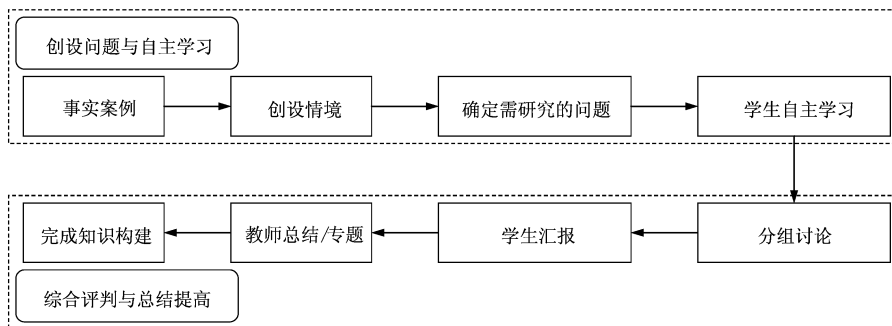 创设问题与自主学习
事实案例
创设情境
确定需研究的问题
学生自主学习
完成知识构建
教师总结/专题
学生汇报
分组讨论
综合评判与总结提高